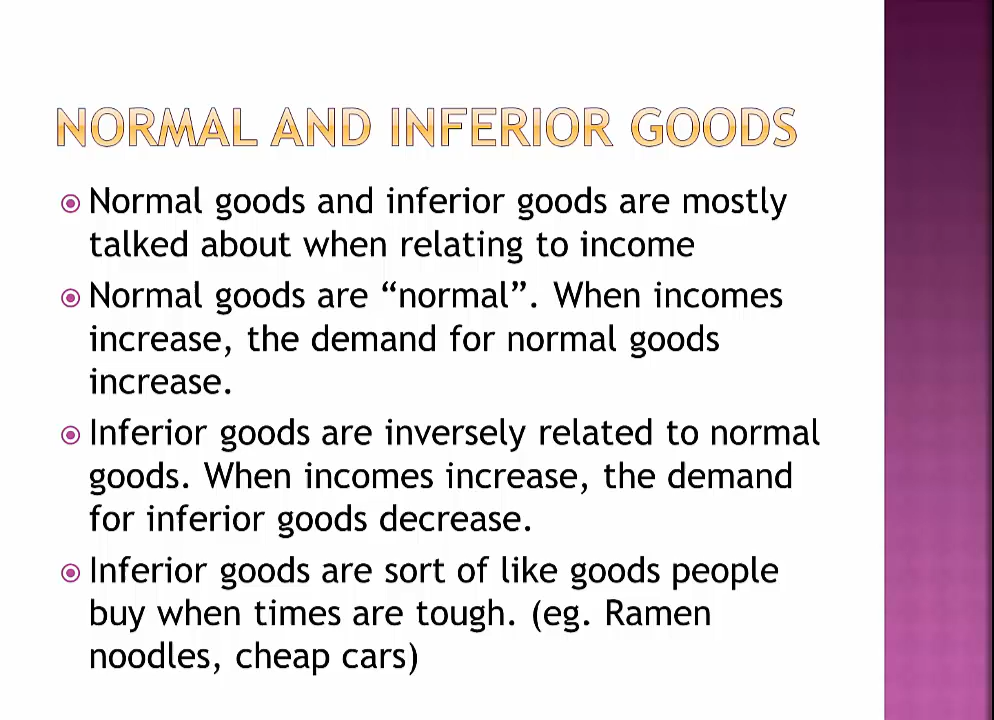 NORMAL AND INFERIOR GOODS
Normal goods and inferior goods are mostly
talked about when relating to income
Normal goods are “normal”. When incomes
increase, the demand for normal goods
increase.
Inferior goods are inversely related to normal
goods. When incomes increase, the demand
for inferior goods decrease.
Inferior goods are sort of like goods people
buy when times are tough. (eg. Ramen
noodles, cheap cars)